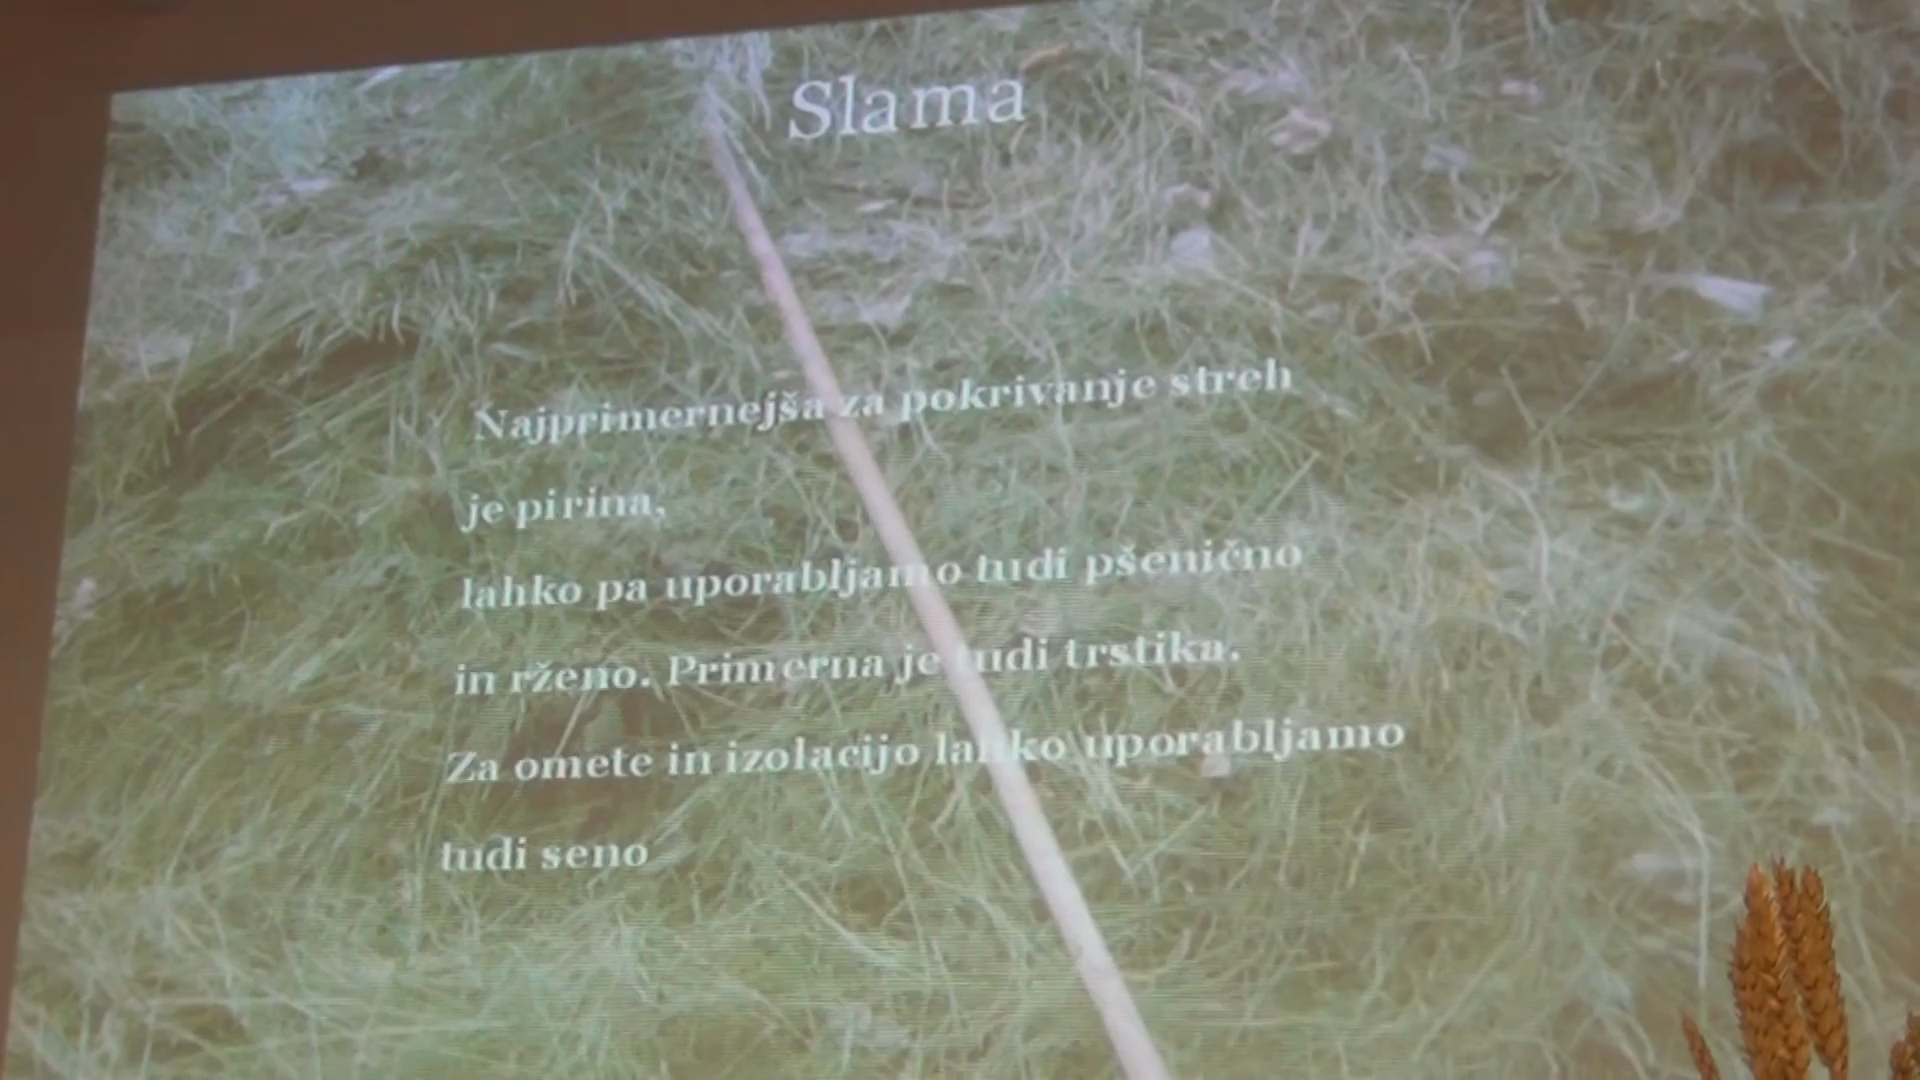 Slama
Najprimernejša za pokrivanje streh
je pirina,
lahko pa uporabljamo tudi pšenično
in rženo. Primerna je tudi trstika.
Za omete in izolacijo lahko uporabljamo
tudi seno